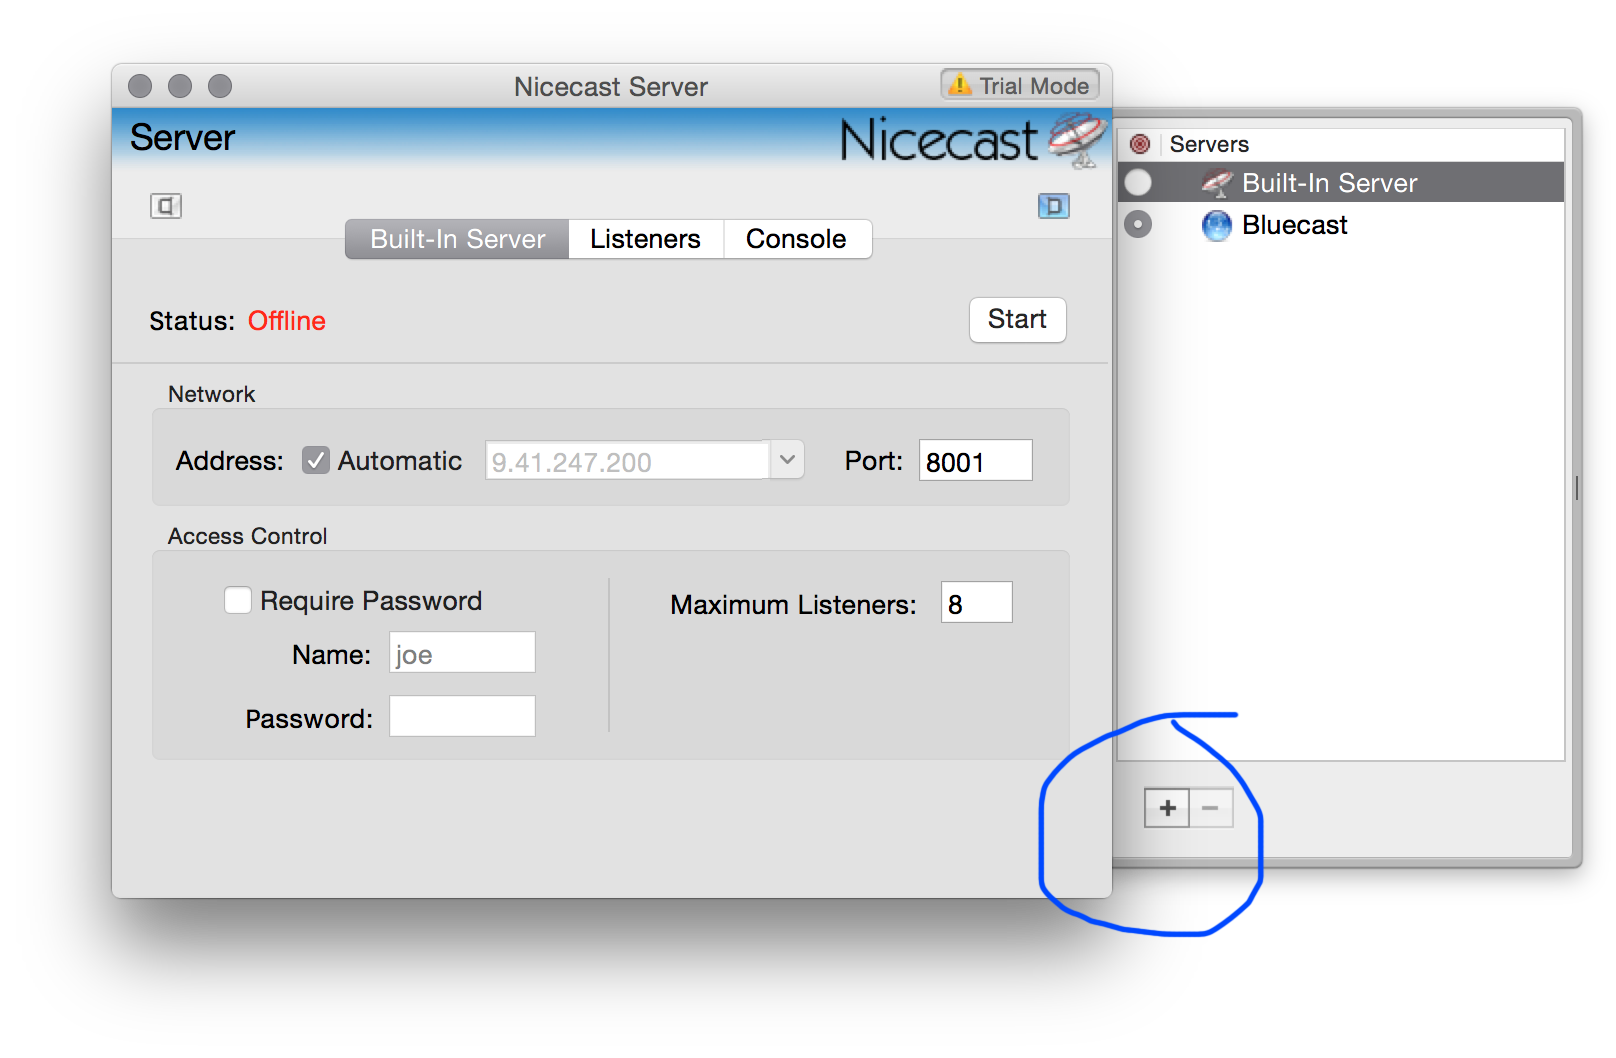 Nicecast Server
Trial Mode
Server
Nicecast
Built-In Server Listeners Console
Status: Offline
Start
Network
Address: Automatic 9.41.247.200 Port: 8001
Access Control
Require Password
Name: joe
Password:
Maximum Listeners: 8
Servers
Built-In Server
Bluecast
+ −